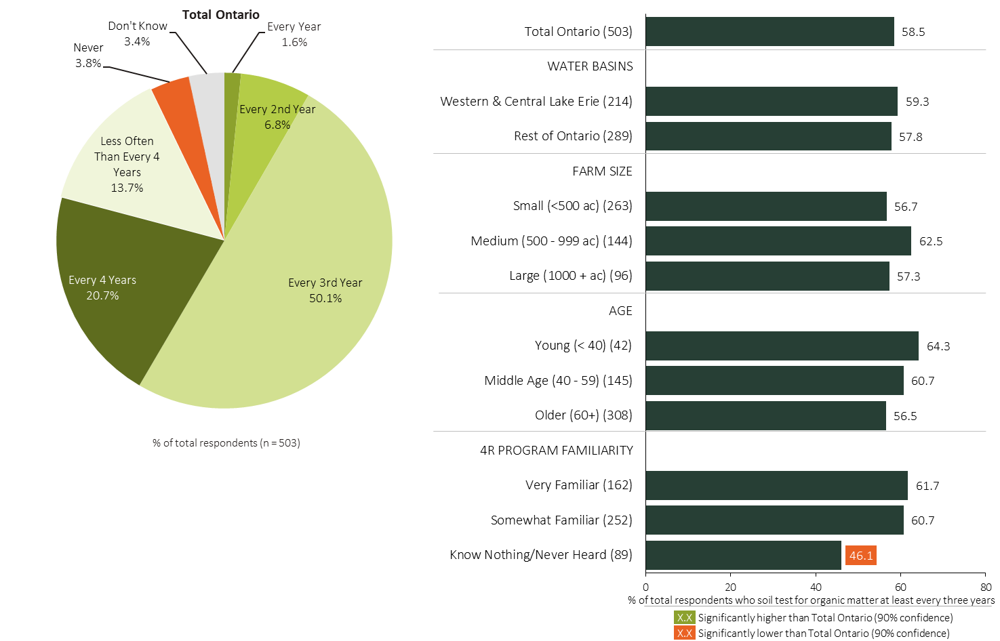 Total Ontario
Don't Know
3.4%
Every Year
1.6%
Never
3.8%
Every 2nd Year
6.8%
Less Often
Than Every 4
Years
13.7%
Every 4 Years
20.7%
Every 3rd Year
50.1%
% of total respondents (n = 503)
Total Ontario (503) 58.5
WATER BASINS
Western & Central Lake Erie (214) 59.3
Rest of Ontario (289) 57.8
FARM SIZE
Small (<500 ac) (263) 56.7
Medium (500 - 999 ac) (144) 62.5
Large (1000 + ac) (96) 57.3
AGE
Young (< 40) (42) 64.3
Middle Age (40 - 59) (145) 60.7
Older (60+) (308) 56.5
4R PROGRAM FAMILIARITY
Very Familiar (162) 61.7
Somewhat Familiar (252) 60.7
Know Nothing/Never Heard (89) 46.1
0 20 40 60 80
% of total respondents who soil test for organic matter at least every three years
X.X Significantly higher than Total Ontario (90% confidence)
X.X Significantly lower than Total Ontario (90% confidence)